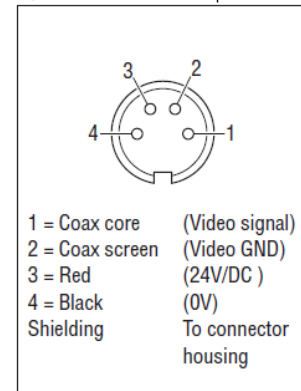 3 2
4 1
1 = Coax core (Video signal)
2 = Coax screen (Video GND)
3 = Red (24V/DC )
4 = Black (0V)
Shielding To connector
housing